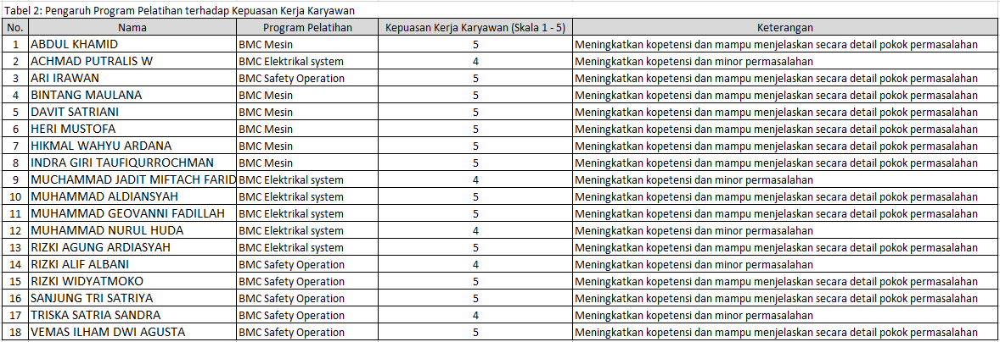 Tabel 2: Pengaruh Program Pelatihan terhadap Kepuasan Kerja Karyawan
No. Nama Program Pelatihan Kepuasan Kerja Karyawan (Skala 1 - 5) Keterangan
1 ABDUL KHAMID BMC Mesin 5 Meningkatkan kopetensi dan mampu menjelaskan secara detail pokok permasalahan
2 ACHMAD PUTRALIS W BMC Elektrikal system 4 Meningkatkan kopetensi dan minor permasalahan
3 ARI IRAWAN BMC Safety Operation 5 Meningkatkan kopetensi dan mampu menjelaskan secara detail pokok permasalahan
4 BINTANG MAULANA BMC Mesin 5 Meningkatkan kopetensi dan mampu menjelaskan secara detail pokok permasalahan
5 DAVIT SATRIANI BMC Mesin 5 Meningkatkan kopetensi dan mampu menjelaskan secara detail pokok permasalahan
6 HERI MUSTOFA BMC Mesin 5 Meningkatkan kopetensi dan mampu menjelaskan secara detail pokok permasalahan
7 HIKMAL WAHYU ARDANA BMC Mesin 5 Meningkatkan kopetensi dan mampu menjelaskan secara detail pokok permasalahan
8 INDRA GIRI TAUFIQURROCHMAN BMC Mesin 5 Meningkatkan kopetensi dan mampu menjelaskan secara detail pokok permasalahan
9 MUCHAMMAD JADIT MIFTACH FARID BMC Elektrikal system 4 Meningkatkan kopetensi dan minor permasalahan
10 MUHAMMAD ALDIANSYAH BMC Elektrikal system 5 Meningkatkan kopetensi dan mampu menjelaskan secara detail pokok permasalahan
11 MUHAMMAD GEOVANNI FADILLAH BMC Elektrikal system 5 Meningkatkan kopetensi dan mampu menjelaskan secara detail pokok permasalahan
12 MUHAMMAD NURUL HUDA BMC Elektrikal system 4 Meningkatkan kopetensi dan minor permasalahan
13 RIZKI AGUNG ARDIASYAH BMC Elektrikal system 5 Meningkatkan kopetensi dan mampu menjelaskan secara detail pokok permasalahan
14 RIZKI ALIF ALBANI BMC Safety Operation 4 Meningkatkan kopetensi dan minor permasalahan
15 RIZKI WIDYATMOKO BMC Safety Operation 5 Meningkatkan kopetensi dan mampu menjelaskan secara detail pokok permasalahan
16 SANJUNG TRI SATRIYA BMC Safety Operation 5 Meningkatkan kopetensi dan mampu menjelaskan secara detail pokok permasalahan
17 TRISKA SATRIA SANDRA BMC Safety Operation 4 Meningkatkan kopetensi dan minor permasalahan
18 VEMAS ILHAM DWI AGUSTA BMC Safety Operation 5 Meningkatkan kopetensi dan mampu menjelaskan secara detail pokok permasalahan